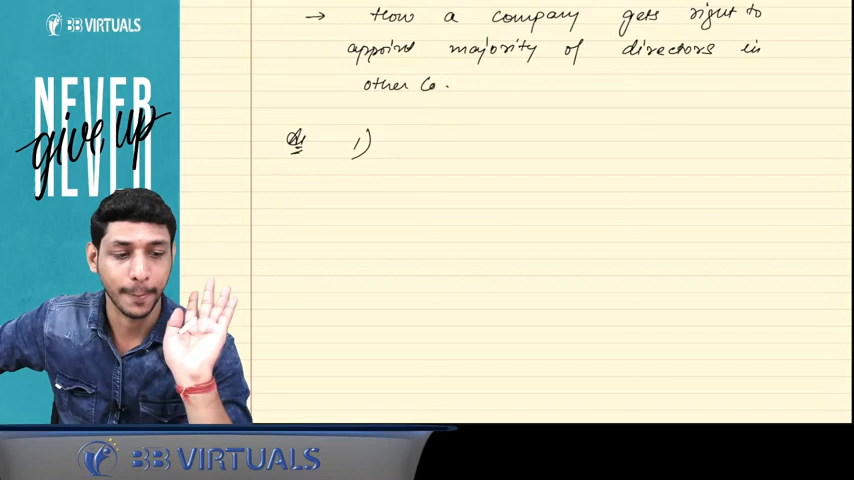 BB VIRTUALS
→ How a company gets right to
appoint majority of directors in
other Co.
1)
NEVER
give up
NEVER
BB VIRTUALS